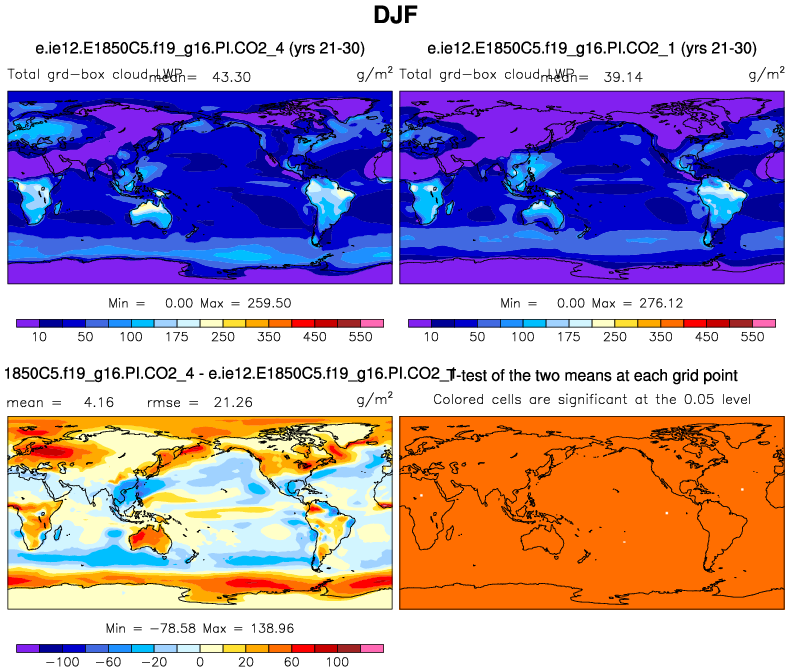 DJF
e.ie12.E1850C5.f19_g16.PI.CO2_4 (yrs 21-30)
Total grd-box cloud LWP mean= 43.30 g/m²
Min = 0.00 Max = 259.50
10 50 100 175 250 350 450 550
e.ie12.E1850C5.f19_g16.PI.CO2_1 (yrs 21-30)
Total grd-box cloud LWP mean= 39.14 g/m²
Min = 0.00 Max = 276.12
10 50 100 175 250 350 450 550
1850C5.f19_g16.PI.CO2_4 - e.ie12.E1850C5.f19_g16.PI.CO2_1
mean = 4.16 rmse = 21.26 g/m²
Min = −78.58 Max = 138.96
−100 −60 −20 0 20 60 100
T-test of the two means at each grid point
Colored cells are significant at the 0.05 level